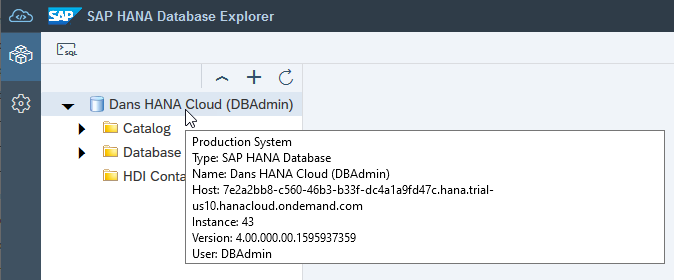 SAP SAP HANA Database Explorer
SQL
Dans HANA Cloud (DBAdmin)
Catalog
Database
HDI Conta
Production System
Type: SAP HANA Database
Name: Dans HANA Cloud (DBAdmin)
Host: 7e2a2bb8-c560-46b3-b33f-dc4a1a9fd47c.hana.trial-
us10.hanacloud.ondemand.com
Instance: 43
Version: 4.00.000.00.1595937359
User: DBAdmin